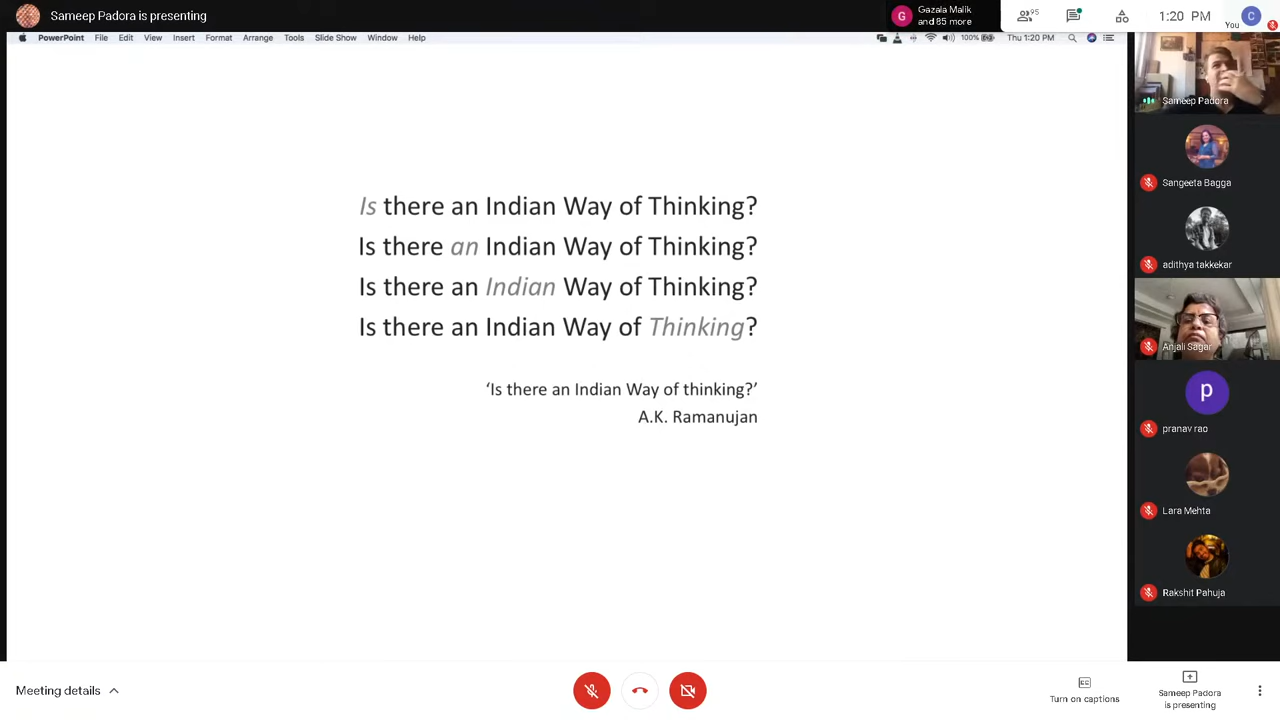 Sameep Padora is presenting
G
Gazala Malik
and 85 more
95
1:20 PM
You
C
PowerPoint File Edit View Insert Format Arrange Tools Slide Show Window Help
100% Thu 1:20 PM
Is there an Indian Way of Thinking?
Is there an Indian Way of Thinking?
Is there an Indian Way of Thinking?
Is there an Indian Way of Thinking?
‘Is there an Indian Way of thinking?’
A.K. Ramanujan
Sameep Padora
Sangeeta Bagga
adithya takkekar
Anjali Sagar
p
pranav rao
Lara Mehta
Rakshit Pahuja
Meeting details
Turn on captions
Sameep Padora
is presenting